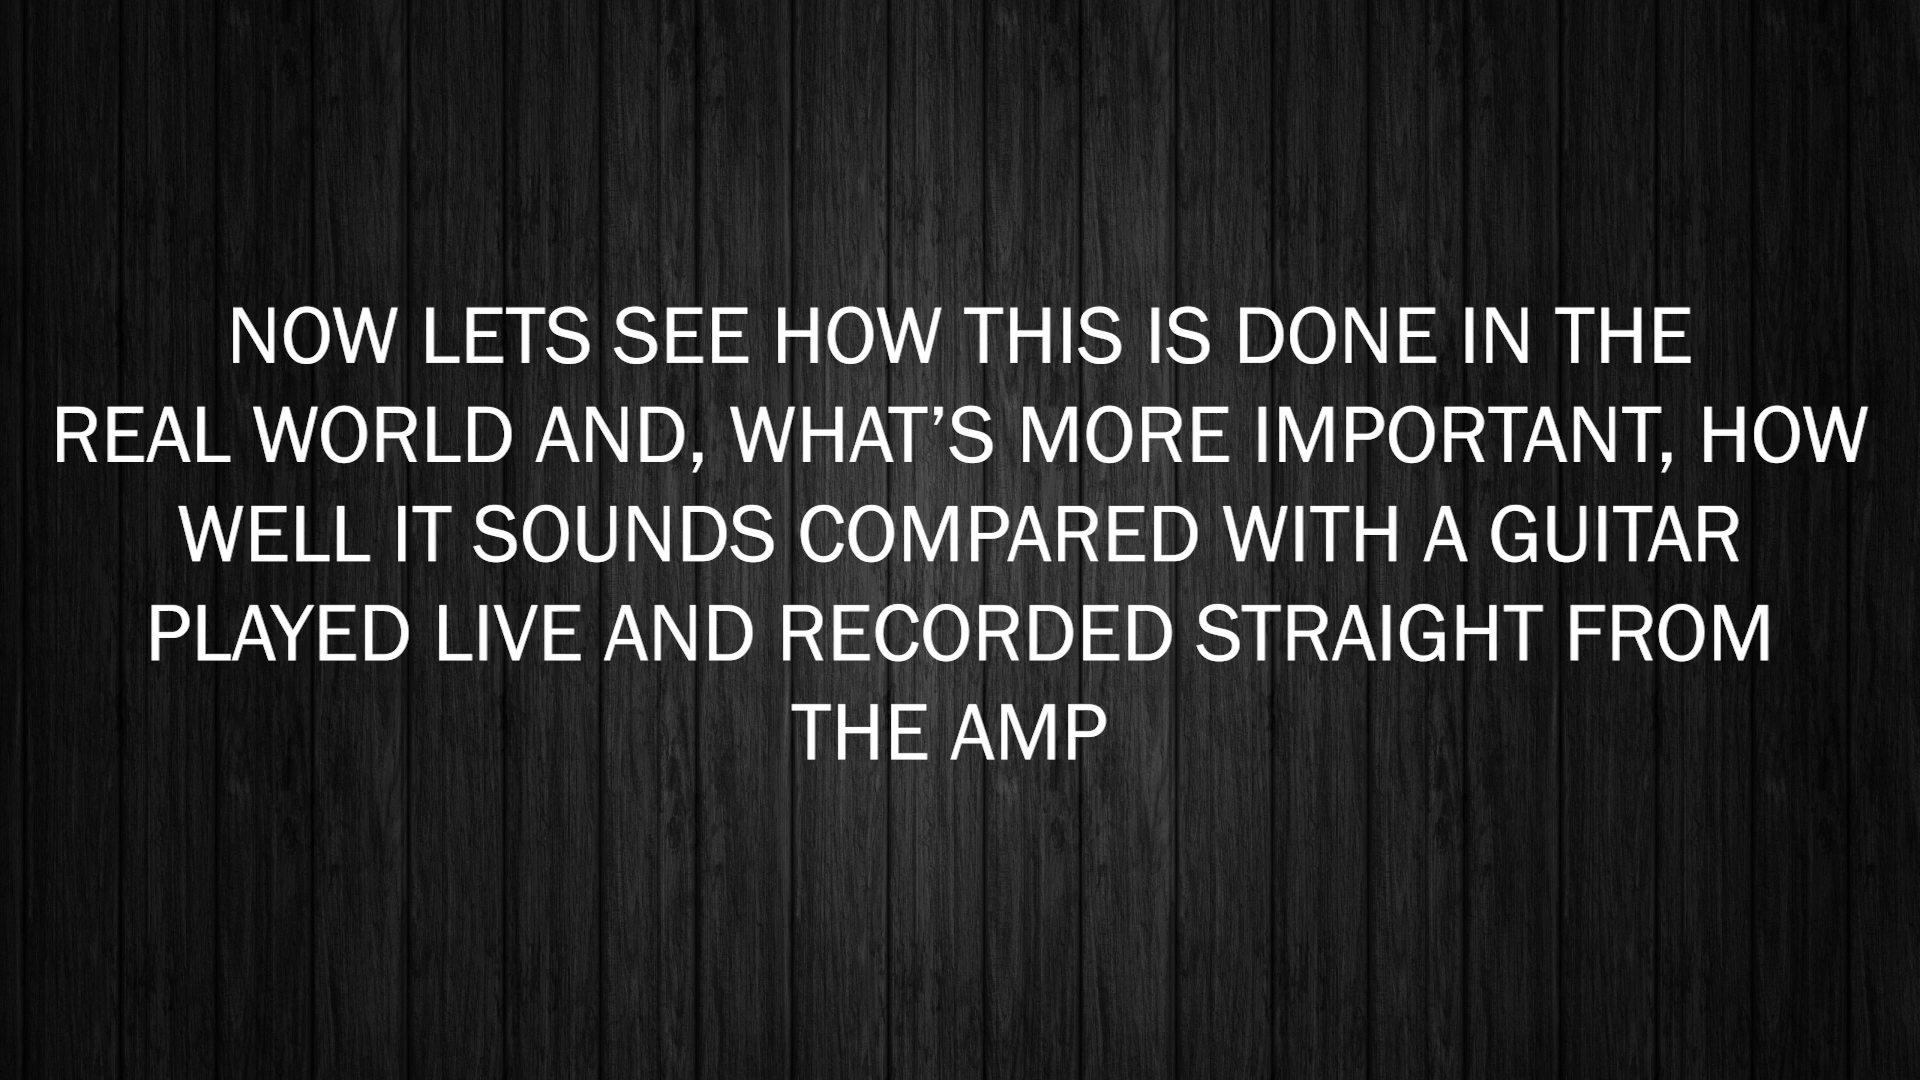 NOW LETS SEE HOW THIS IS DONE IN THE
REAL WORLD AND, WHAT’S MORE IMPORTANT, HOW
WELL IT SOUNDS COMPARED WITH A GUITAR
PLAYED LIVE AND RECORDED STRAIGHT FROM
THE AMP